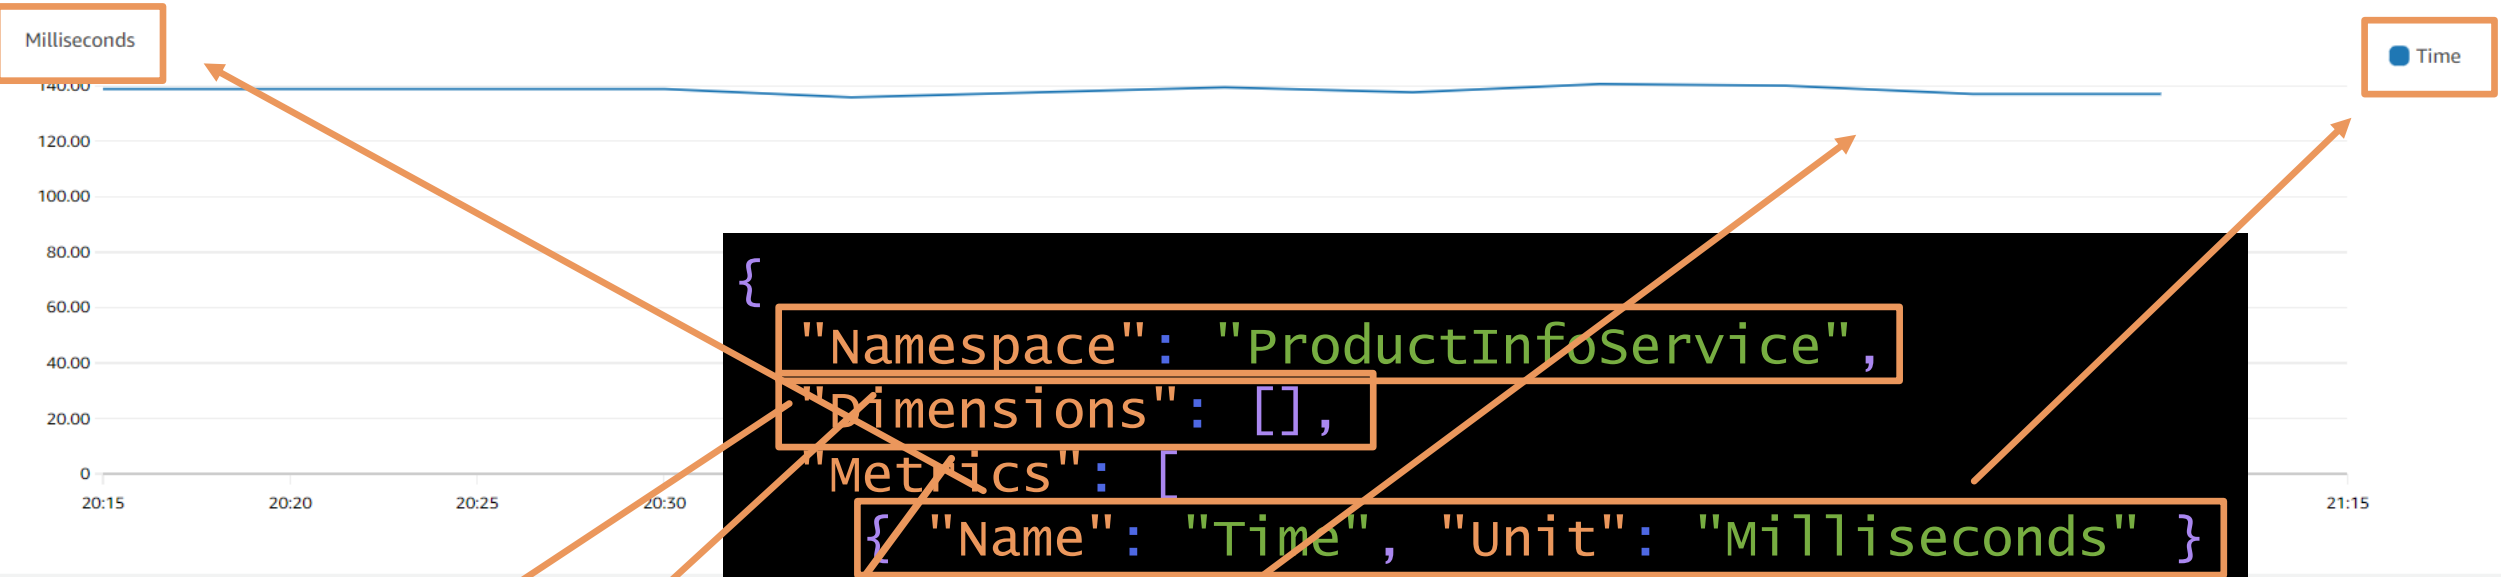 Milliseconds
Time
140.00
120.00
100.00
80.00
60.00
40.00
20.00
0
20:15 20:20 20:25 20:30 21:15
{
"Namespace": "ProductInfoService",
"Dimensions": [],
"Metrics": [
{ "Name": "Time", "Unit": "Milliseconds" }